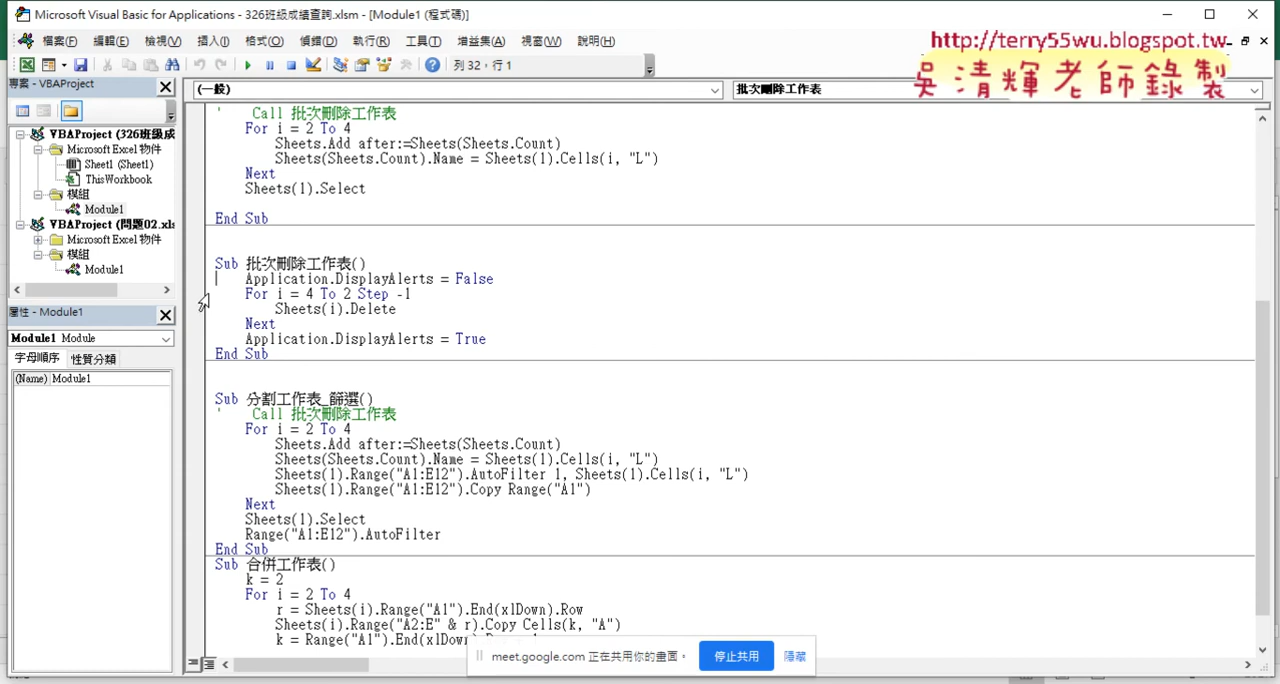 Microsoft Visual Basic for Applications - 326班級成績查詢.xlsm - [Module1 (程式碼)]
檔案(F) 編輯(E) 檢視(V) 插入(I) 格式(O) 偵錯(D) 執行(R) 工具(T) 增益集(A) 視窗(W) 說明(H)
http://terry55wu.blogspot.tw
吳清輝老師錄製
列 32，行 1
專案 - VBAProject
(一般)
批次刪除工作表
VBAProject (326班級成
Microsoft Excel 物件
Sheet1 (Sheet1)
ThisWorkbook
模組
Module1
VBAProject (問題02.xls
Microsoft Excel 物件
模組
Module1
屬性 - Module1
Module1 Module
字母順序 性質分類
(Name) Module1
' Call 批次刪除工作表
For i = 2 To 4
Sheets.Add after:=Sheets(Sheets.Count)
Sheets(Sheets.Count).Name = Sheets(1).Cells(i, "L")
Next
Sheets(1).Select
End Sub
Sub 批次刪除工作表()
Application.DisplayAlerts = False
For i = 4 To 2 Step -1
Sheets(i).Delete
Next
Application.DisplayAlerts = True
End Sub
Sub 分割工作表_篩選()
' Call 批次刪除工作表
For i = 2 To 4
Sheets.Add after:=Sheets(Sheets.Count)
Sheets(Sheets.Count).Name = Sheets(1).Cells(i, "L")
Sheets(1).Range("A1:E12").AutoFilter 1, Sheets(1).Cells(i, "L")
Sheets(1).Range("A1:E12").Copy Range("A1")
Next
Sheets(1).Select
Range("A1:E12").AutoFilter
End Sub
Sub 合併工作表()
k = 2
For i = 2 To 4
r = Sheets(i).Range("A1").End(xlDown).Row
Sheets(i).Range("A2:E" & r).Copy Cells(k, "A")
k = Range("A1").End(xlDown)
meet.google.com 正在共用你的畫面。 停止共用 隱藏